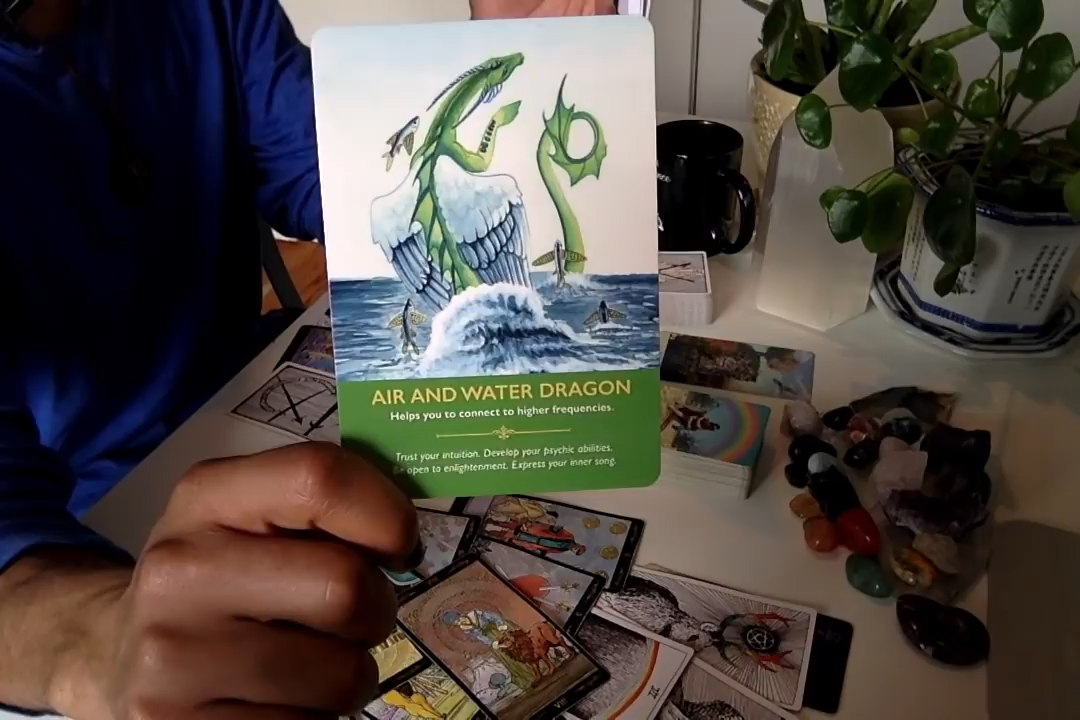 AIR AND WATER DRAGON
Helps you to connect to higher frequencies.
Trust your intuition. Develop your psychic abilities.
be open to enlightenment. Express your inner song.